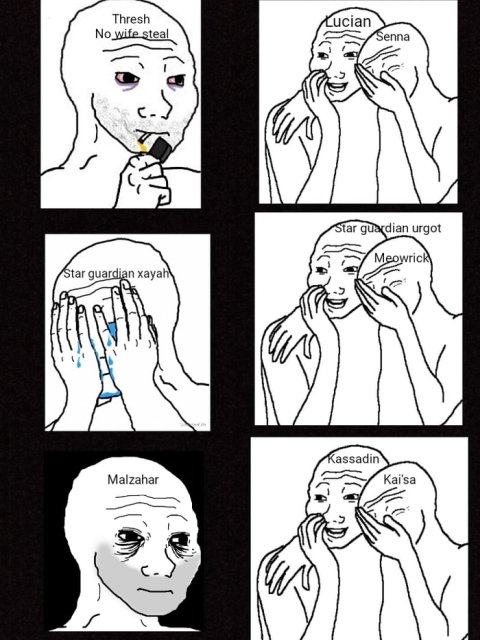 Thresh
No wife steal
Lucian
Senna
Star guardian xayah
Star guardian urgot
Meowrick
Malzahar
Kassadin
Kai'sa